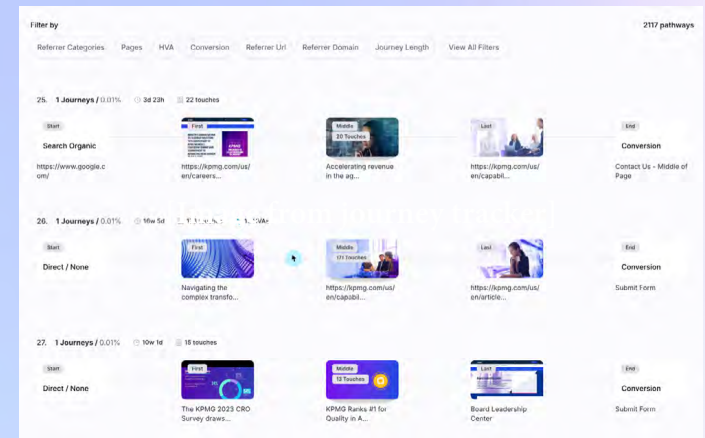 Filter by
2117 pathways
Referrer Categories Pages HVA Conversion Referrer Url Referrer Domain Journey Length View All Filters
25. 1 Journeys / 0.01% 3d 23h 22 touches
Start
First
Middle
20 Touches
Last
End
Search Organic
Conversion
https://www.google.c
om/
https://kpmg.com/us/
en/careers...
Accelerating revenue
in the ag...
https://kpmg.com/us/
en/capabil...
Contact Us - Middle of
Page
from journey tracker
26. 1 Journeys / 0.01% 16w 5d
Start
First
Middle
171 Touches
Last
End
Direct / None
Conversion
Navigating the
complex transfo...
https://kpmg.com/us/
en/capabil...
https://kpmg.com/us/
en/article...
Submit Form
27. 1 Journeys / 0.01% 10w 1d 15 touches
Start
First
Middle
13 Touches
Last
End
Direct / None
Conversion
The KPMG 2023 CRO
Survey draws...
KPMG Ranks #1 for
Quality in A...
Board Leadership
Center
Submit Form